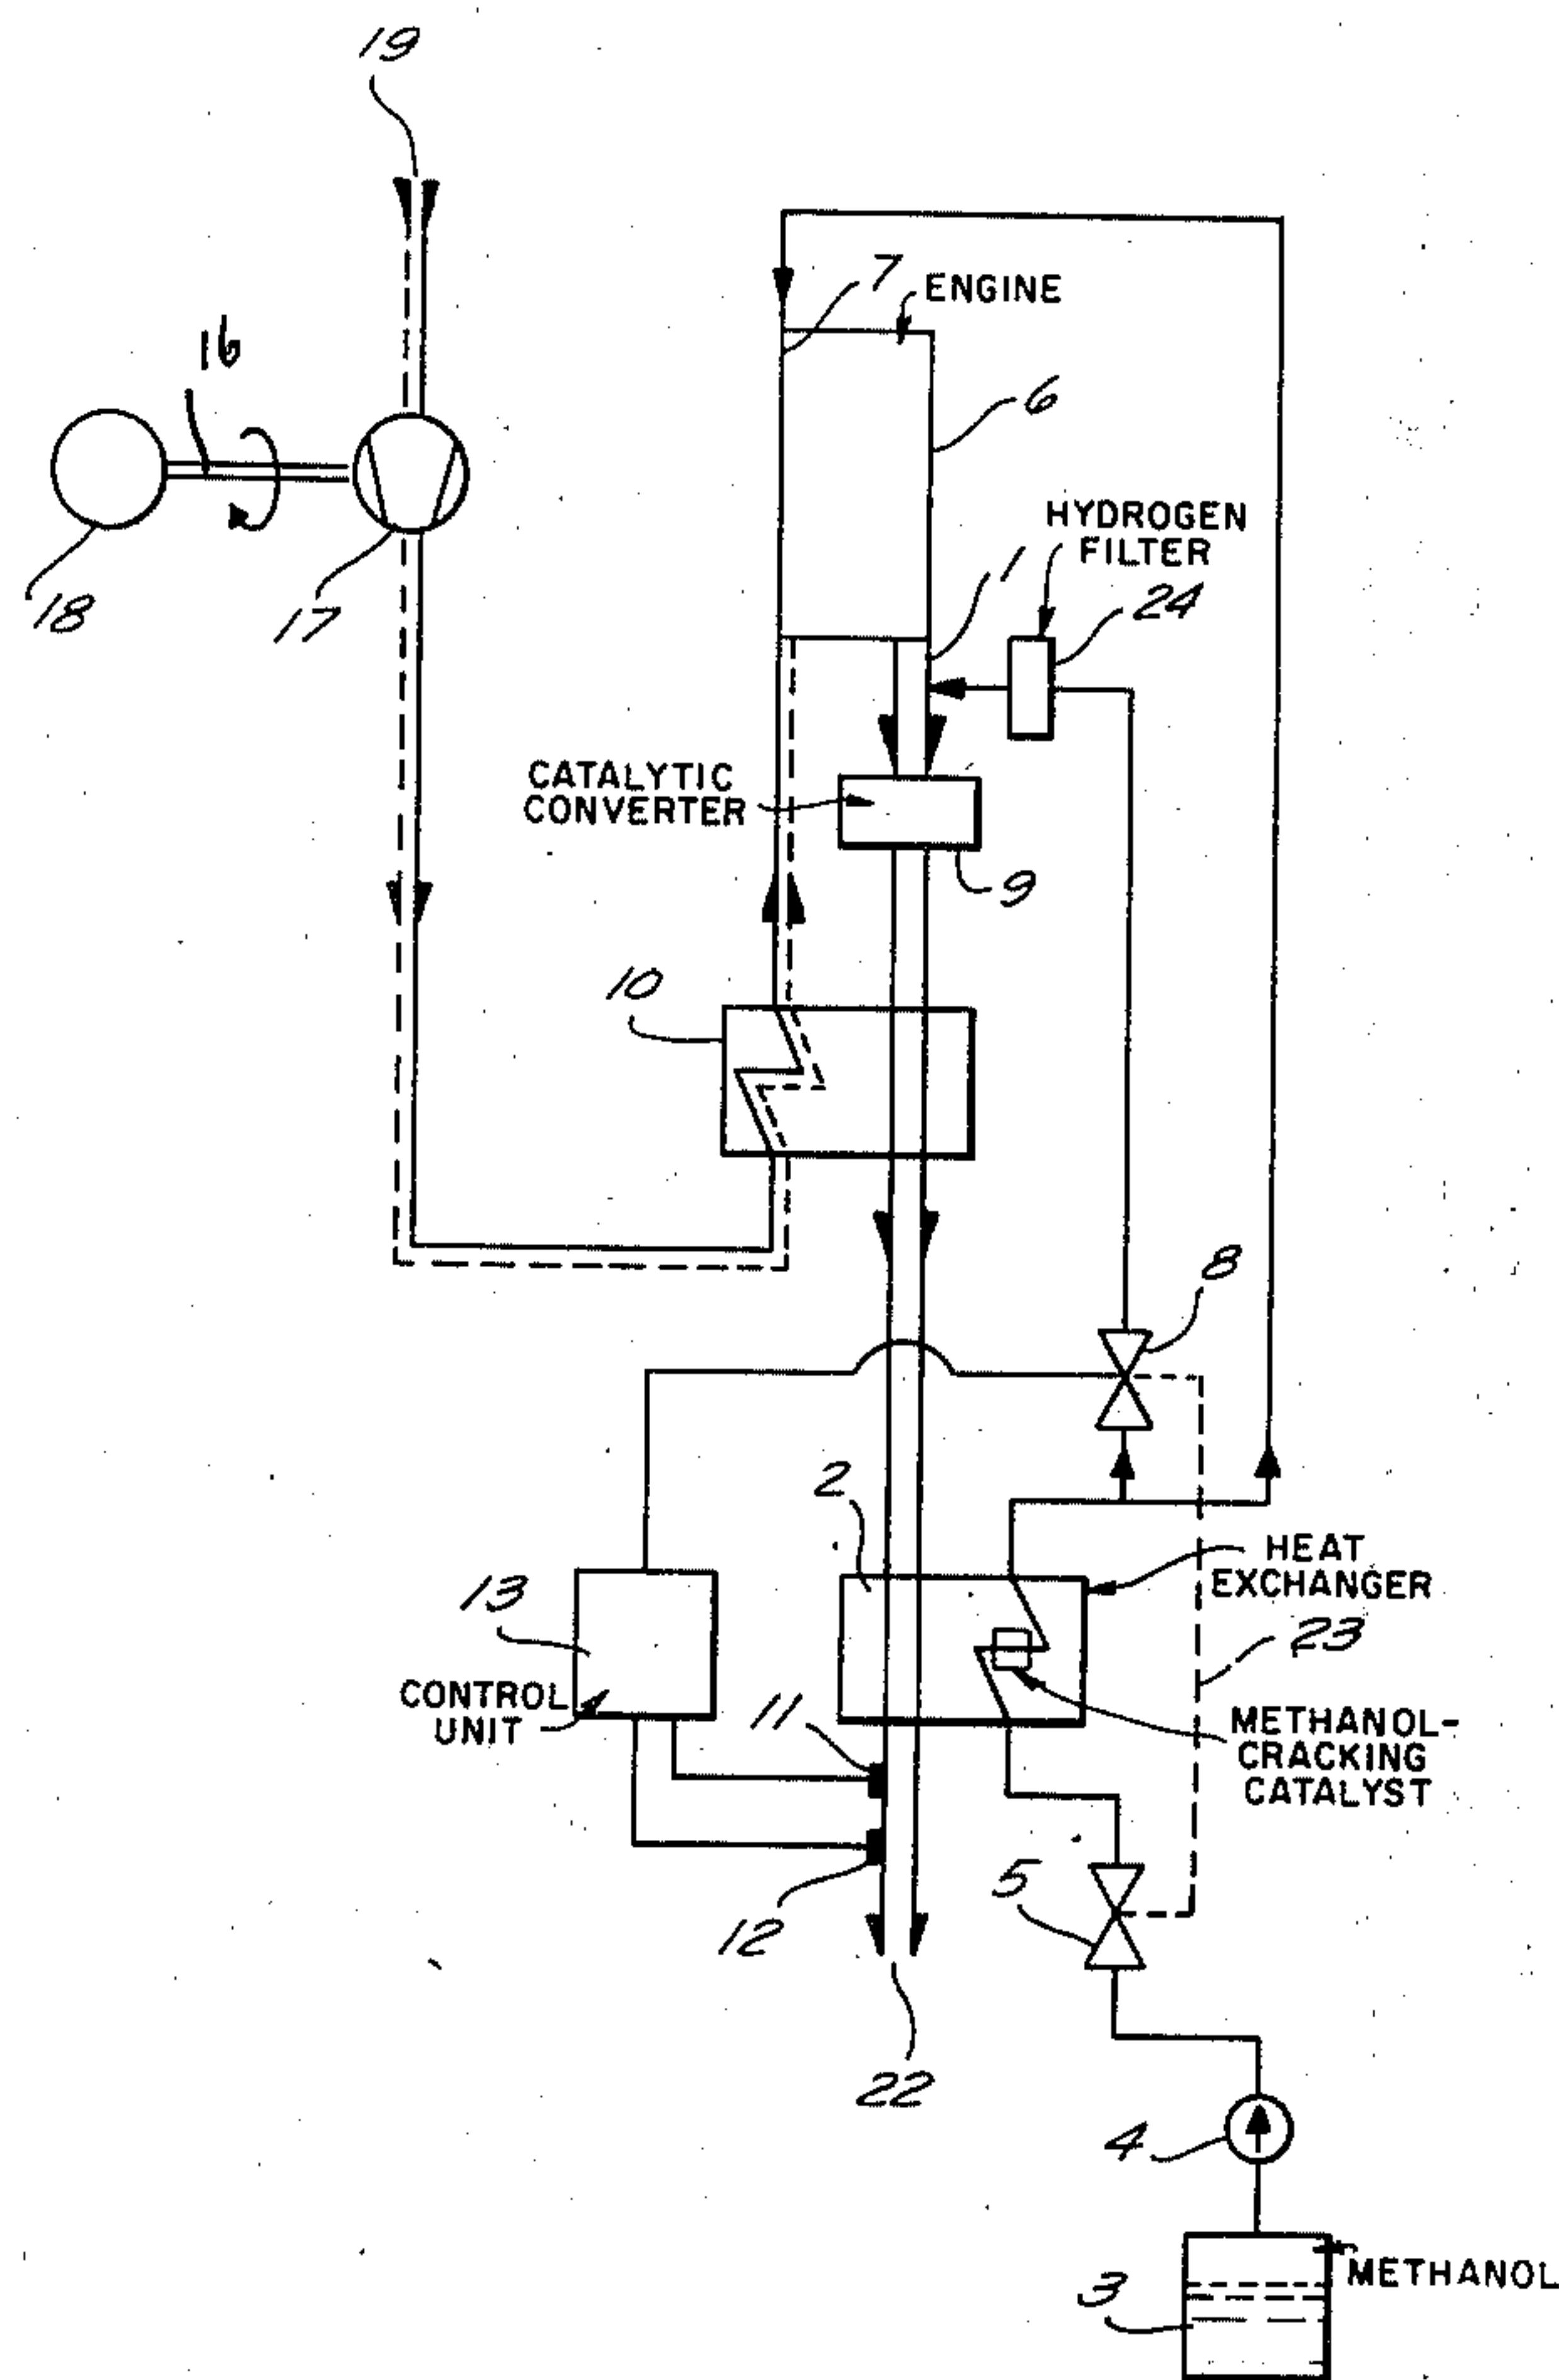 19
7
ENGINE
16
6
HYDROGEN
FILTER
1
24
18
17
CATALYTIC
CONVERTER
9
10
8
2
HEAT
EXCHANGER
13
23
CONTROL
UNIT
11
METHANOL-
CRACKING
CATALYST
5
12
22
4
METHANOL
3